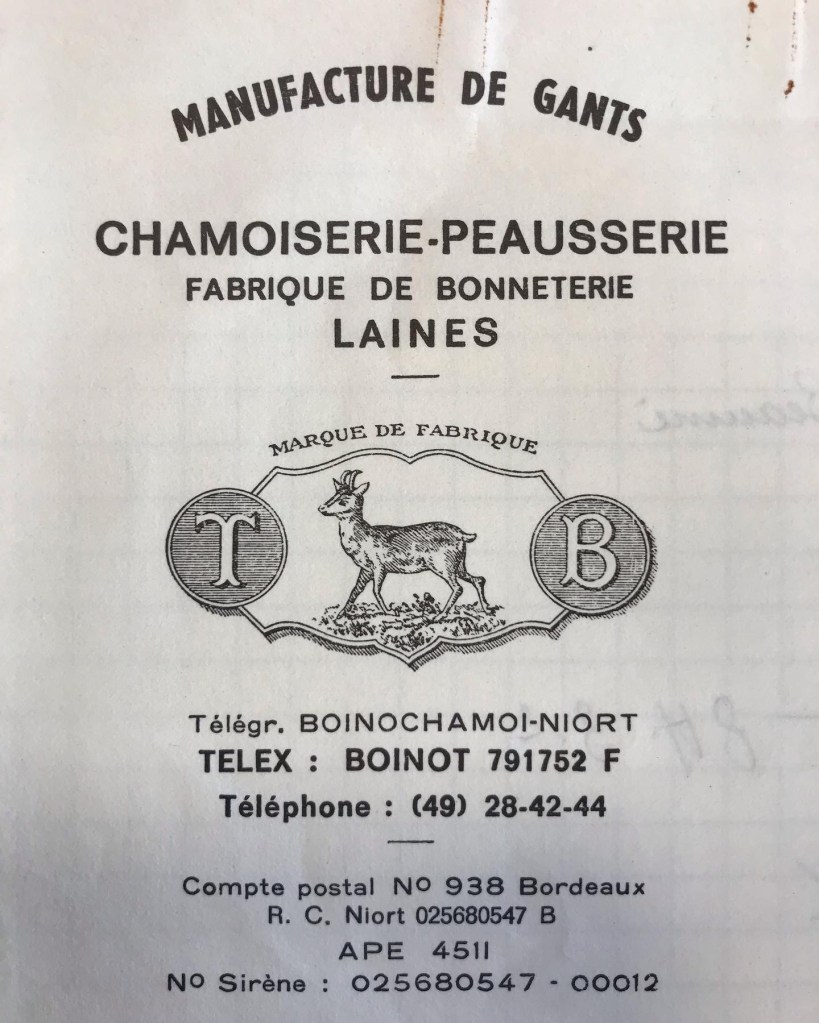 MANUFACTURE DE GANTS
CHAMOISERIE-PEAUSSERIE
FABRIQUE DE BONNETERIE
LAINES
MARQUE DE FABRIQUE
T B
Télégr. BOINOCHAMOI-NIORT
TELEX : BOINOT 791752 F
Téléphone : (49) 28-42-44
Compte postal Nº 938 Bordeaux
R. C. Niort 025680547 B
APE 4511
Nº Sirène : 025680547 - 00012